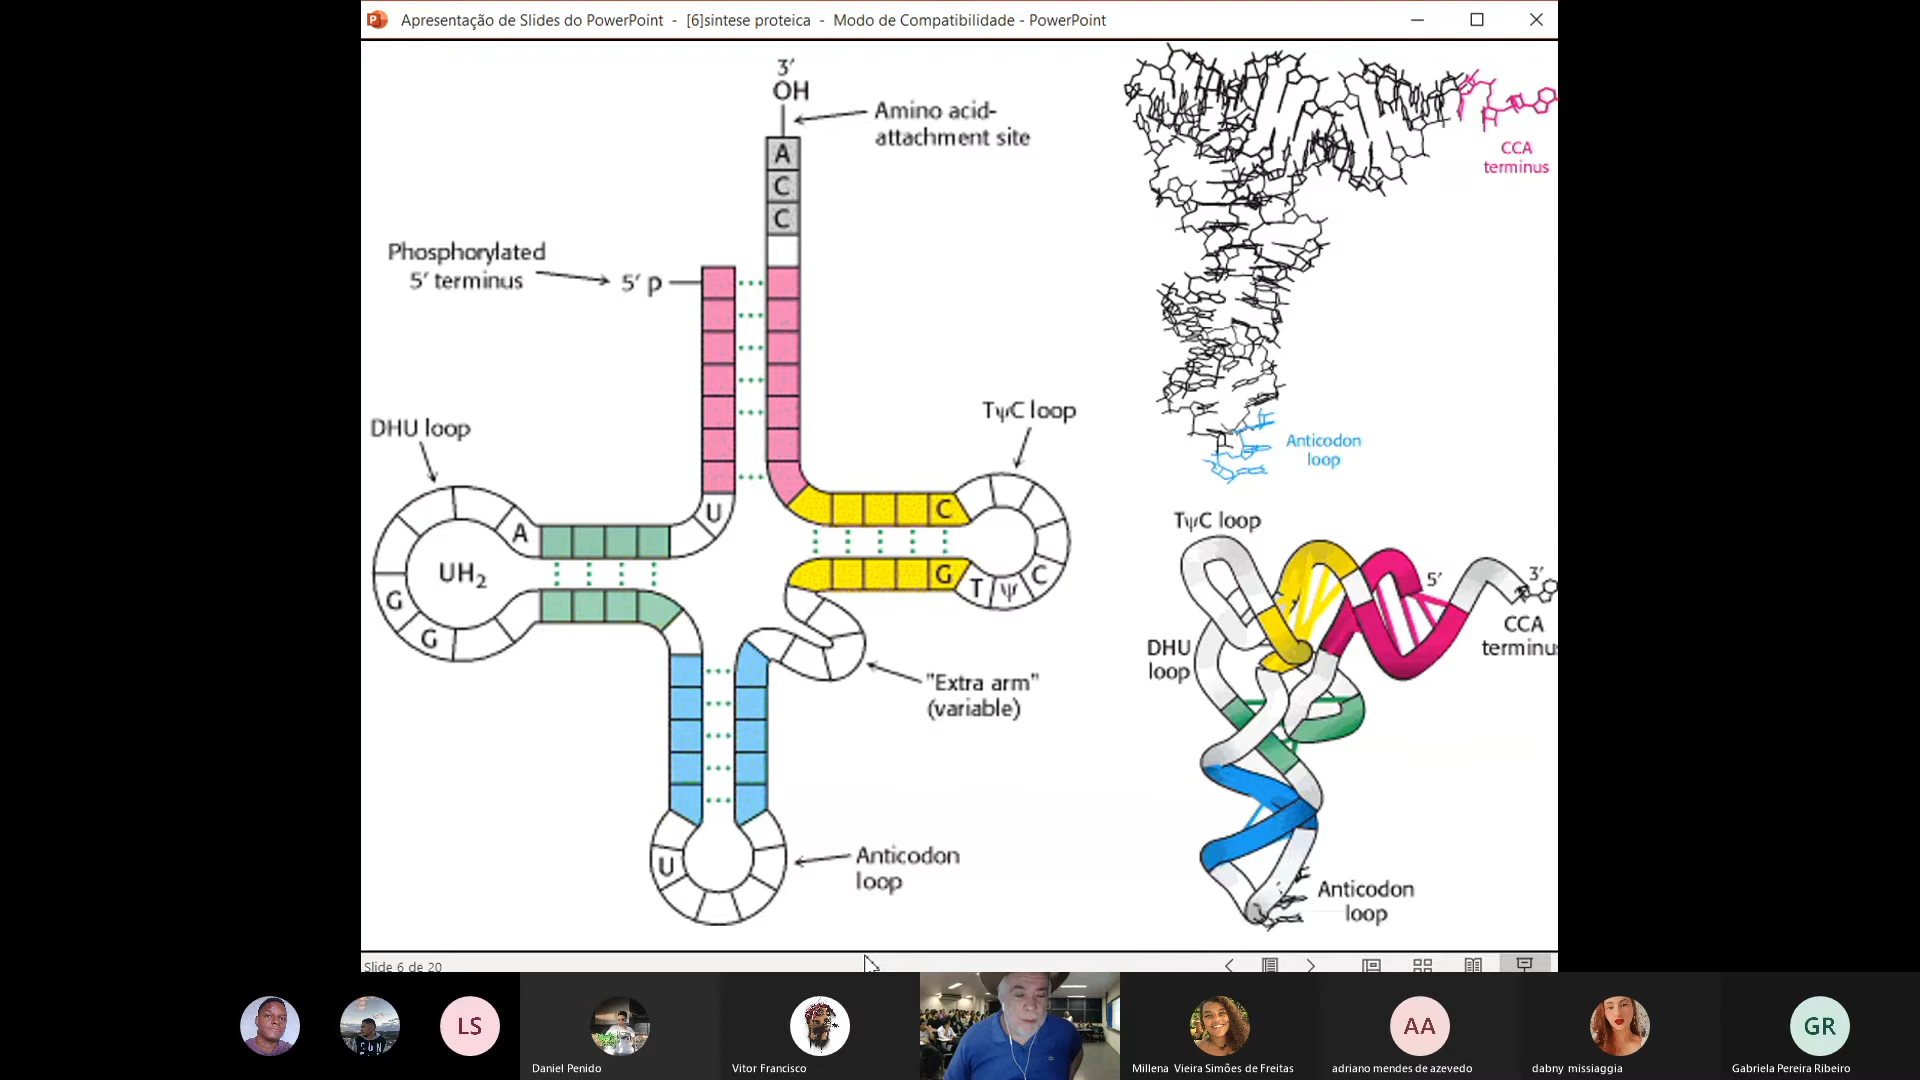 Apresentação de Slides do PowerPoint - [6]sintese proteica - Modo de Compatibilidade - PowerPoint
3′
OH
Amino acid-
attachment site
A
C
C
Phosphorylated
5′ terminus
5′ p
DHU loop
TψC loop
U
A
C
UH₂
G
G
G
T
ψ
C
"Extra arm"
(variable)
U
Anticodon
loop
CCA
terminus
Anticodon
loop
TψC loop
5′
3′
CCA
terminu
DHU
loop
Anticodon
loop
Slide 6 de 20
LS
AA
GR
Daniel Penido
Vitor Francisco
Millena Vieira Simões de Freitas
adriano mendes de azevedo
dabny missiaggia
Gabriela Pereira Ribeiro